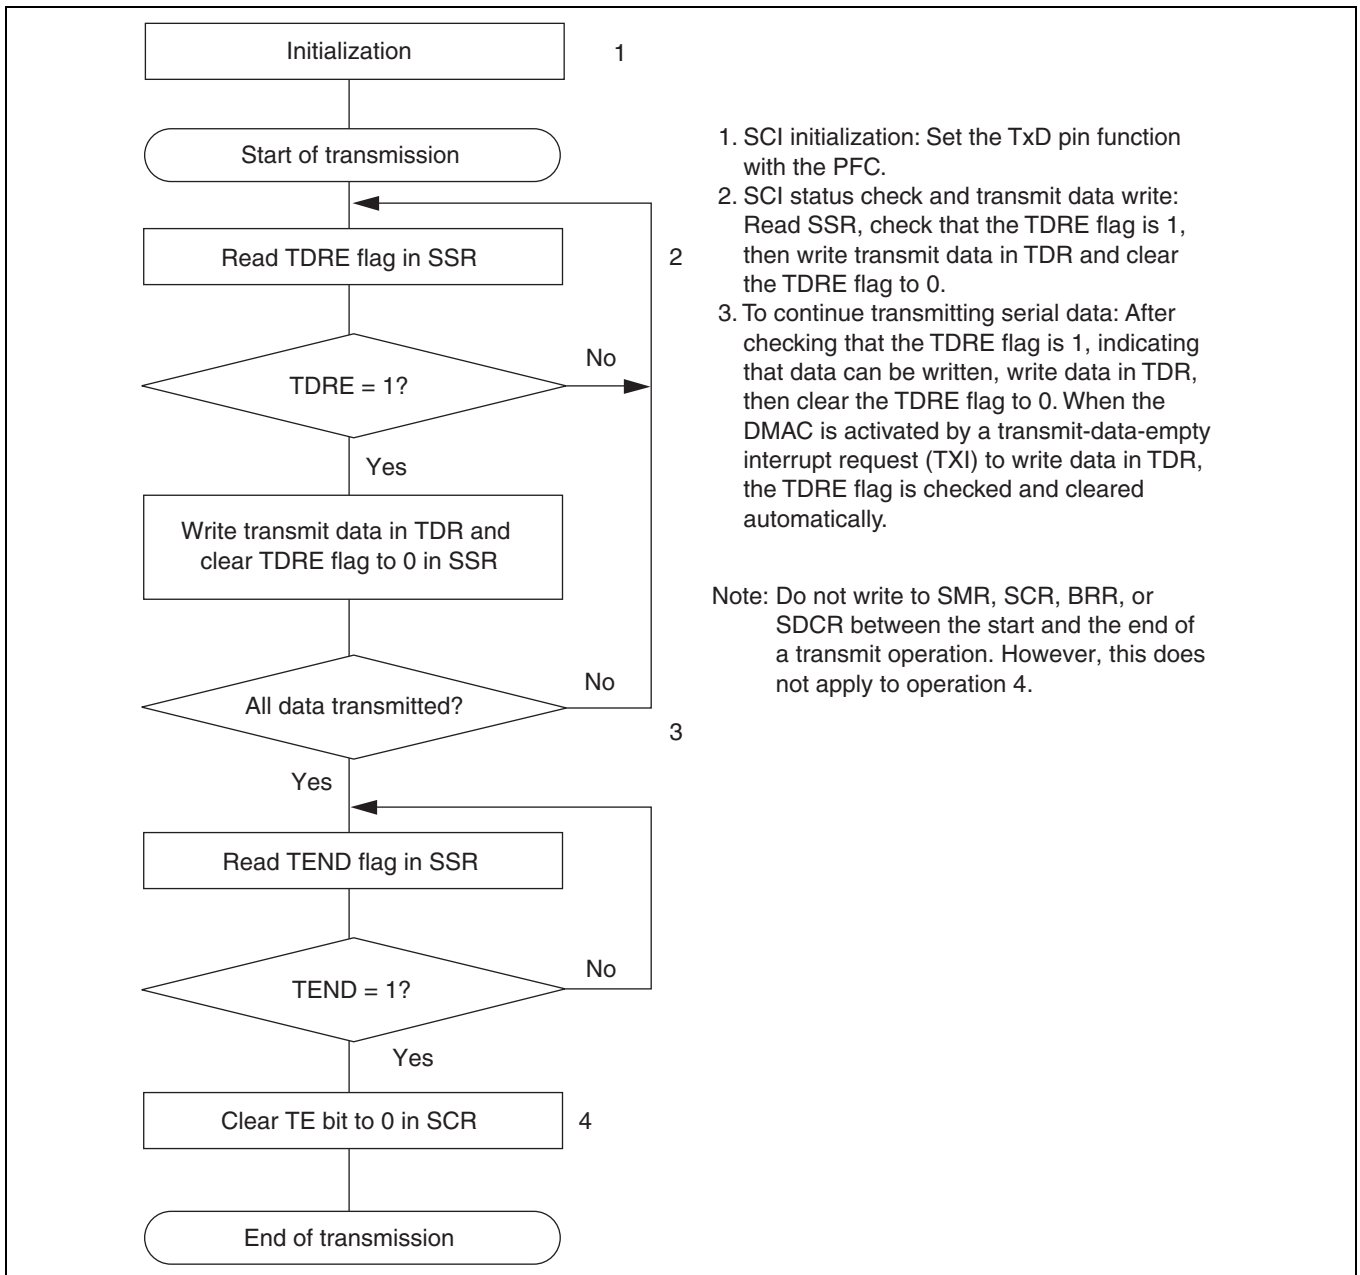 Initialization
1
Start of transmission
Read TDRE flag in SSR
2
TDRE = 1?
No
Yes
Write transmit data in TDR and
clear TDRE flag to 0 in SSR
All data transmitted?
No
3
Yes
Read TEND flag in SSR
TEND = 1?
No
Yes
Clear TE bit to 0 in SCR
4
End of transmission
1. SCI initialization: Set the TxD pin function
with the PFC.
2. SCI status check and transmit data write:
Read SSR, check that the TDRE flag is 1,
then write transmit data in TDR and clear
the TDRE flag to 0.
3. To continue transmitting serial data: After
checking that the TDRE flag is 1, indicating
that data can be written, write data in TDR,
then clear the TDRE flag to 0. When the
DMAC is activated by a transmit-data-empty
interrupt request (TXI) to write data in TDR,
the TDRE flag is checked and cleared
automatically.
Note: Do not write to SMR, SCR, BRR, or
SDCR between the start and the end of
a transmit operation. However, this does
not apply to operation 4.